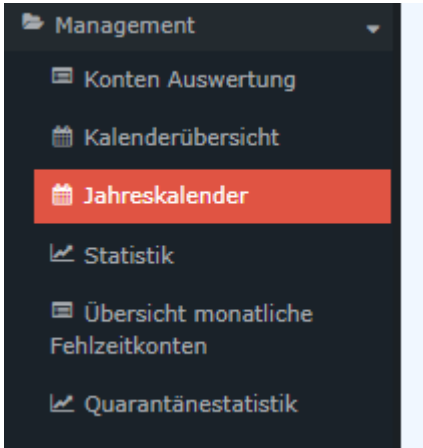 Management
Konten Auswertung
Kalenderübersicht
Jahreskalender
Statistik
Übersicht monatliche
Fehlzeitkonten
Quarantänestatistik